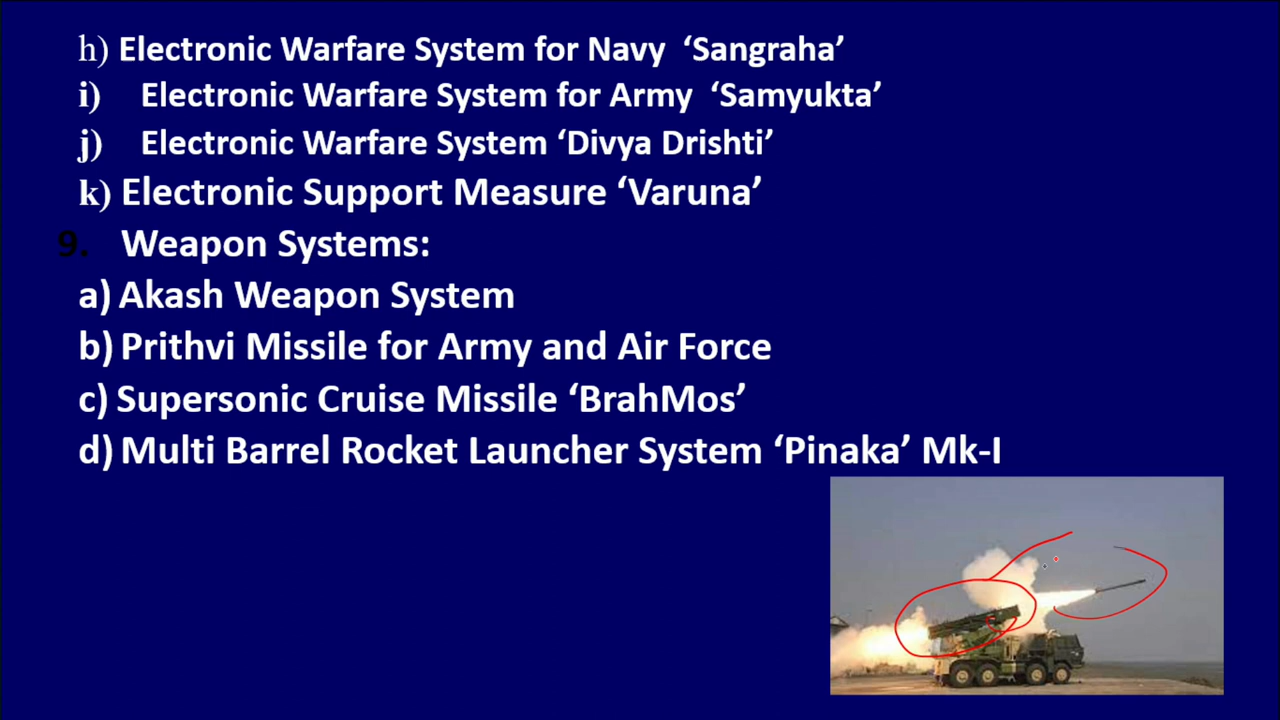 h) Electronic Warfare System for Navy ‘Sangraha’
i) Electronic Warfare System for Army ‘Samyukta’
j) Electronic Warfare System ‘Divya Drishti’
k) Electronic Support Measure ‘Varuna’
9. Weapon Systems:
a) Akash Weapon System
b) Prithvi Missile for Army and Air Force
c) Supersonic Cruise Missile ‘BrahMos’
d) Multi Barrel Rocket Launcher System ‘Pinaka’ Mk-I